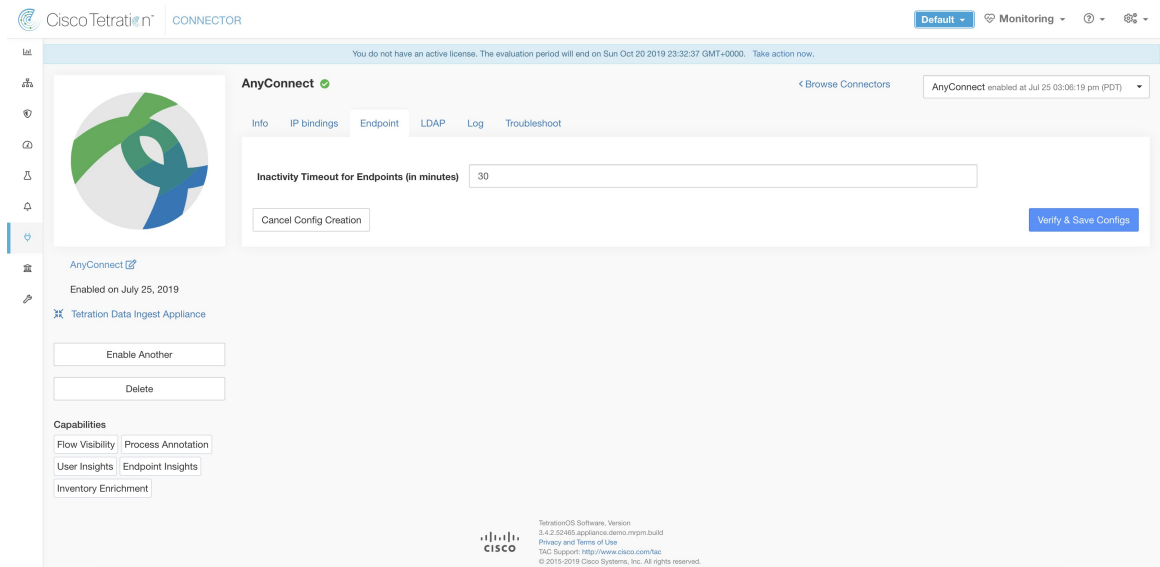 Cisco Tetration™ CONNECTOR Default Monitoring
You do not have an active license. The evaluation period will end on Sun Oct 20 2019 23:32:37 GMT+0000. Take action now.
AnyConnect Browse Connectors AnyConnect enabled at Jul 25 03:06:19 pm (PDT)
Info IP bindings Endpoint LDAP Log Troubleshoot
Inactivity Timeout for Endpoints (in minutes) 30
Cancel Config Creation Verify & Save Configs
AnyConnect
Enabled on July 25, 2019
Tetration Data Ingest Appliance
Enable Another
Delete
Capabilities
Flow Visibility Process Annotation
User Insights Endpoint Insights
Inventory Enrichment
CISCO
TetrationOS Software, Version
3.4.2.52465.appliance.demo.mrpm.build
Privacy and Terms of Use
TAC Support: http://www.cisco.com/tac
© 2015-2019 Cisco Systems, Inc. All rights reserved.